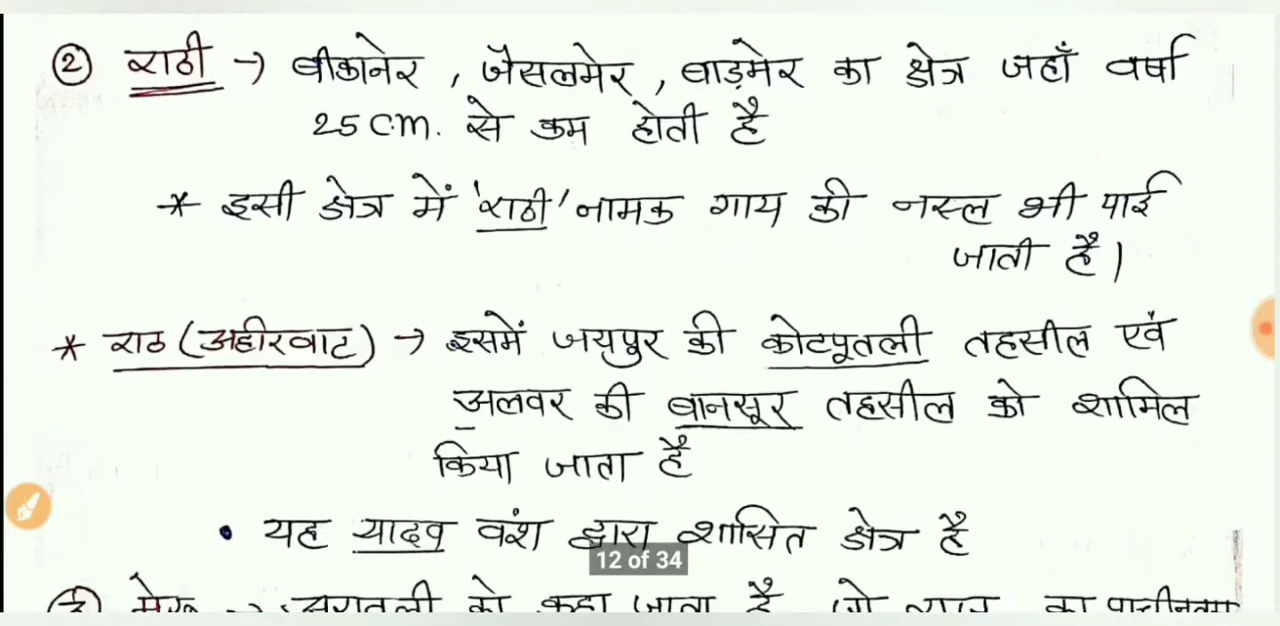 ② राठी → बीकानेर , जैसलमेर , बाड़मेर का क्षेत्र जहाँ वर्षा
25 cm. से कम होती है
* इसी क्षेत्र में 'राठी' नामक गाय की नस्ल भी पाई
जाती है।
* राठ (अहीरवाट) → इसमें जयपुर की कोटपूतली तहसील एवं
अलवर की बानसूर तहसील को शामिल
किया जाता है
• यह यादव वंश द्वारा शासित क्षेत्र है
12 of 34
को कहा जाता है